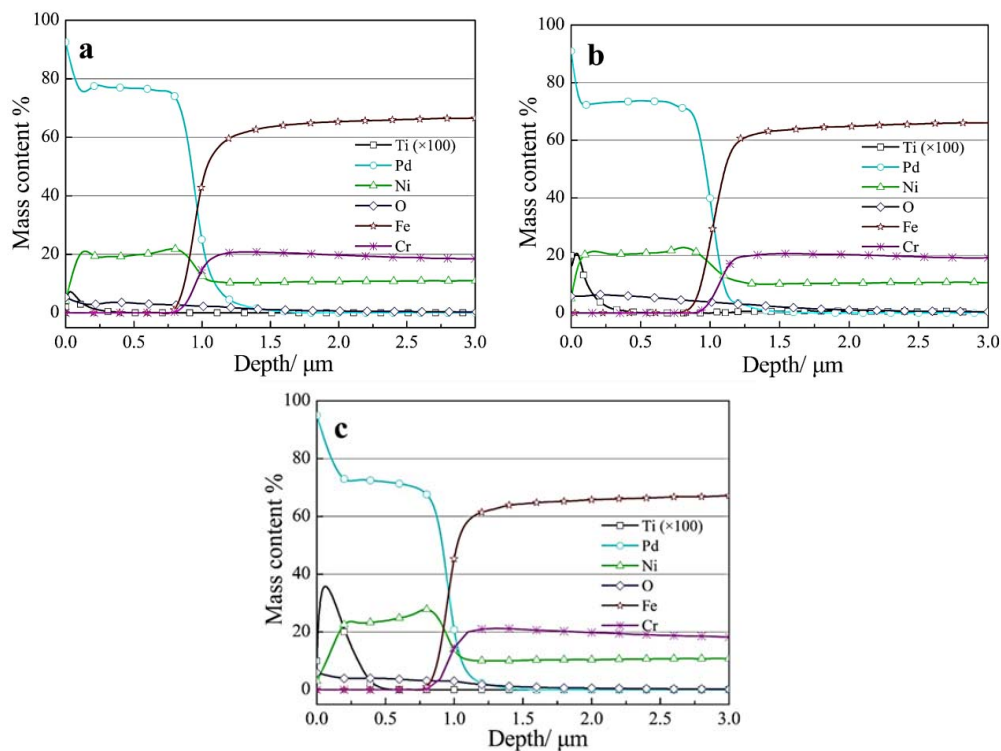 a
Mass content %
100
80
60
40
20
0
Ti (×100)
Pd
Ni
O
Fe
Cr
0.0 0.5 1.0 1.5 2.0 2.5 3.0
Depth/ μm
b
Mass content %
100
80
60
40
20
0
Ti (×100)
Pd
Ni
O
Fe
Cr
0.0 0.5 1.0 1.5 2.0 2.5 3.0
Depth/ μm
c
Mass content %
100
80
60
40
20
0
Ti (×100)
Pd
Ni
O
Fe
Cr
0.0 0.5 1.0 1.5 2.0 2.5 3.0
Depth/ μm